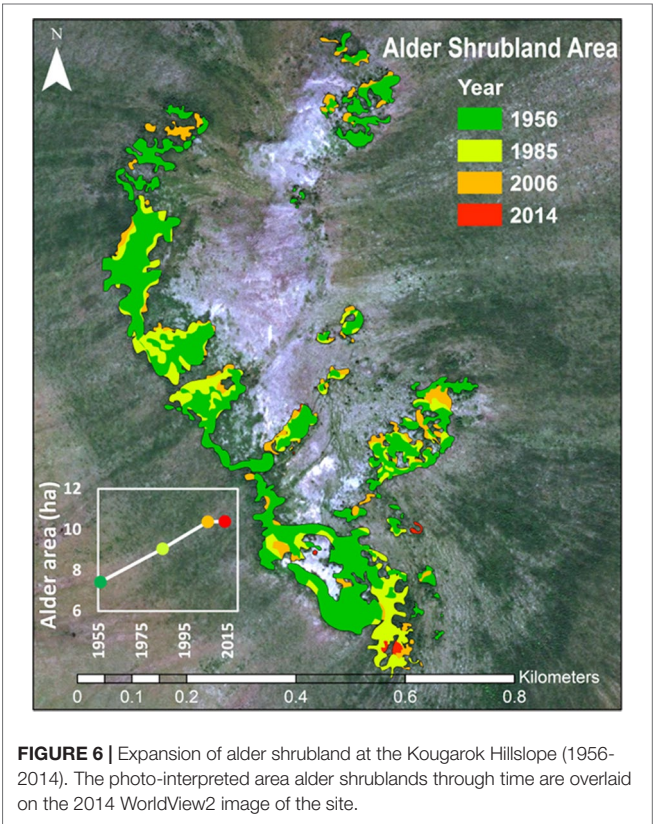 N
Alder Shrubland Area
Year
1956
1985
2006
2014
Alder area (ha)
12
10
8
6
1955
1975
1995
2015
Kilometers
0 0.1 0.2 0.4 0.6 0.8
FIGURE 6 | Expansion of alder shrubland at the Kougarok Hillslope (1956-
2014). The photo-interpreted area alder shrublands through time are overlaid
on the 2014 WorldView2 image of the site.